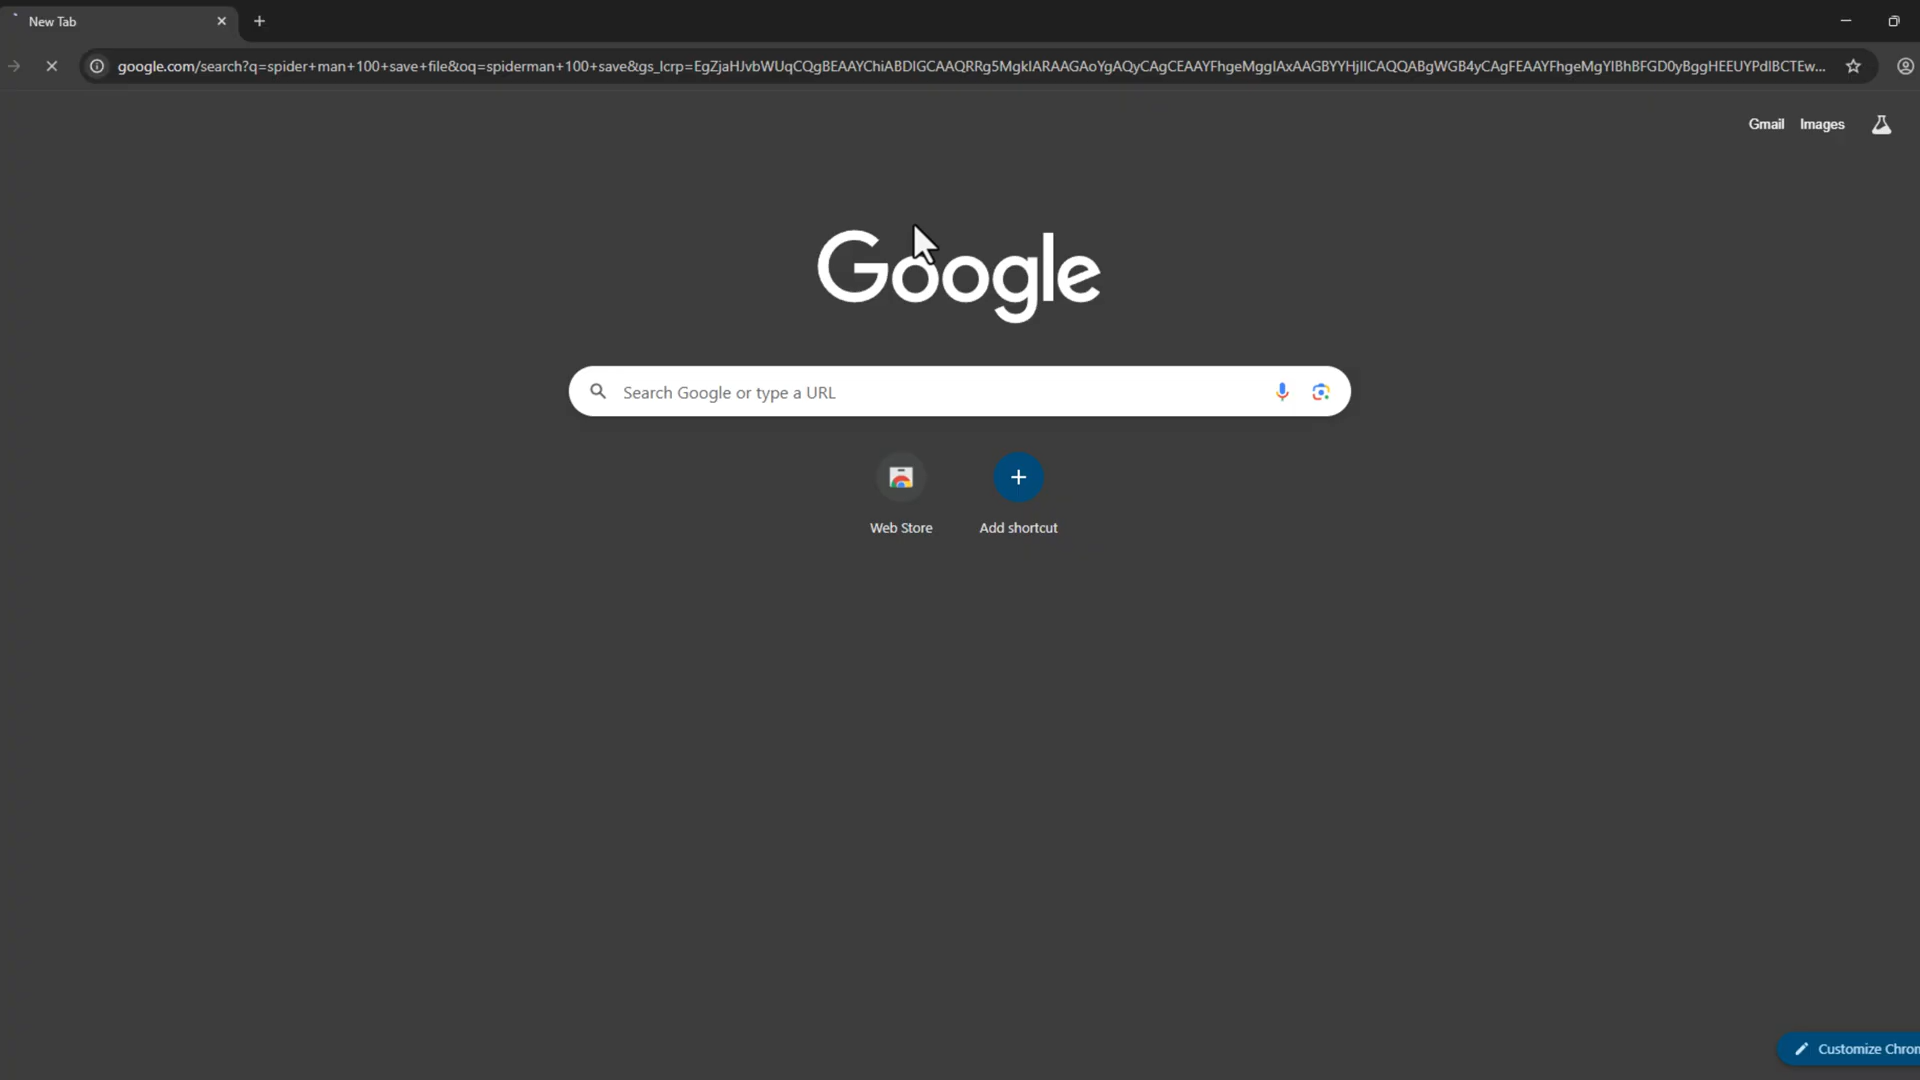 New Tab
google.com/search?q=spider+man+100+save+file&oq=spiderman+100+save&gs_lcrp=EgZjaHJvbWUqCQgBEAAYChiABDIGCAAQRRg5MgkIARAAGAoYgAQyCAgCEAAYFhgeMggIAxAAGBYYHjIICAQQABgWGB4yCAgFEAAYFhgeMgYIBhBFGD0yBggHEEUYPdIBCTEw...
Gmail Images
Google
Search Google or type a URL
Web Store Add shortcut
Customize Chrom